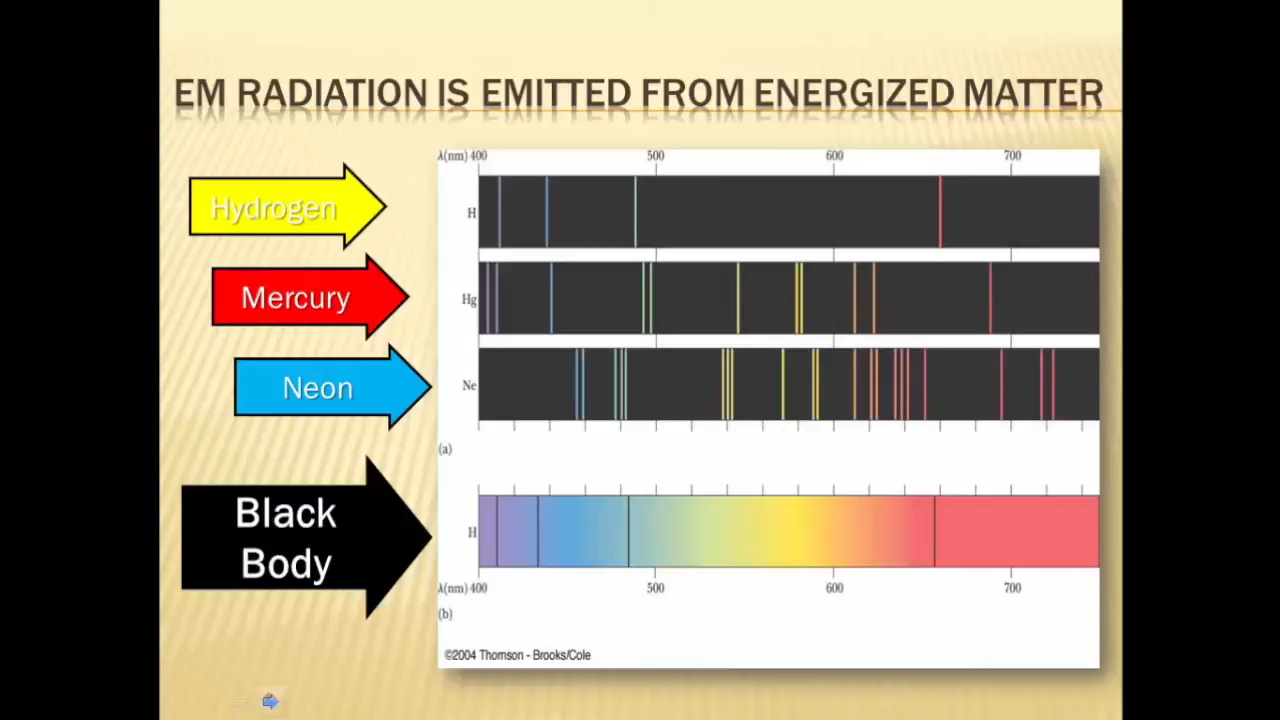 EM RADIATION IS EMITTED FROM ENERGIZED MATTER
λ(nm) 400 500 600 700
Hydrogen
H
Mercury
Hg
Neon
Ne
(a)
Black
Body
H
λ(nm) 400 500 600 700
(b)
©2004 Thomson - Brooks/Cole